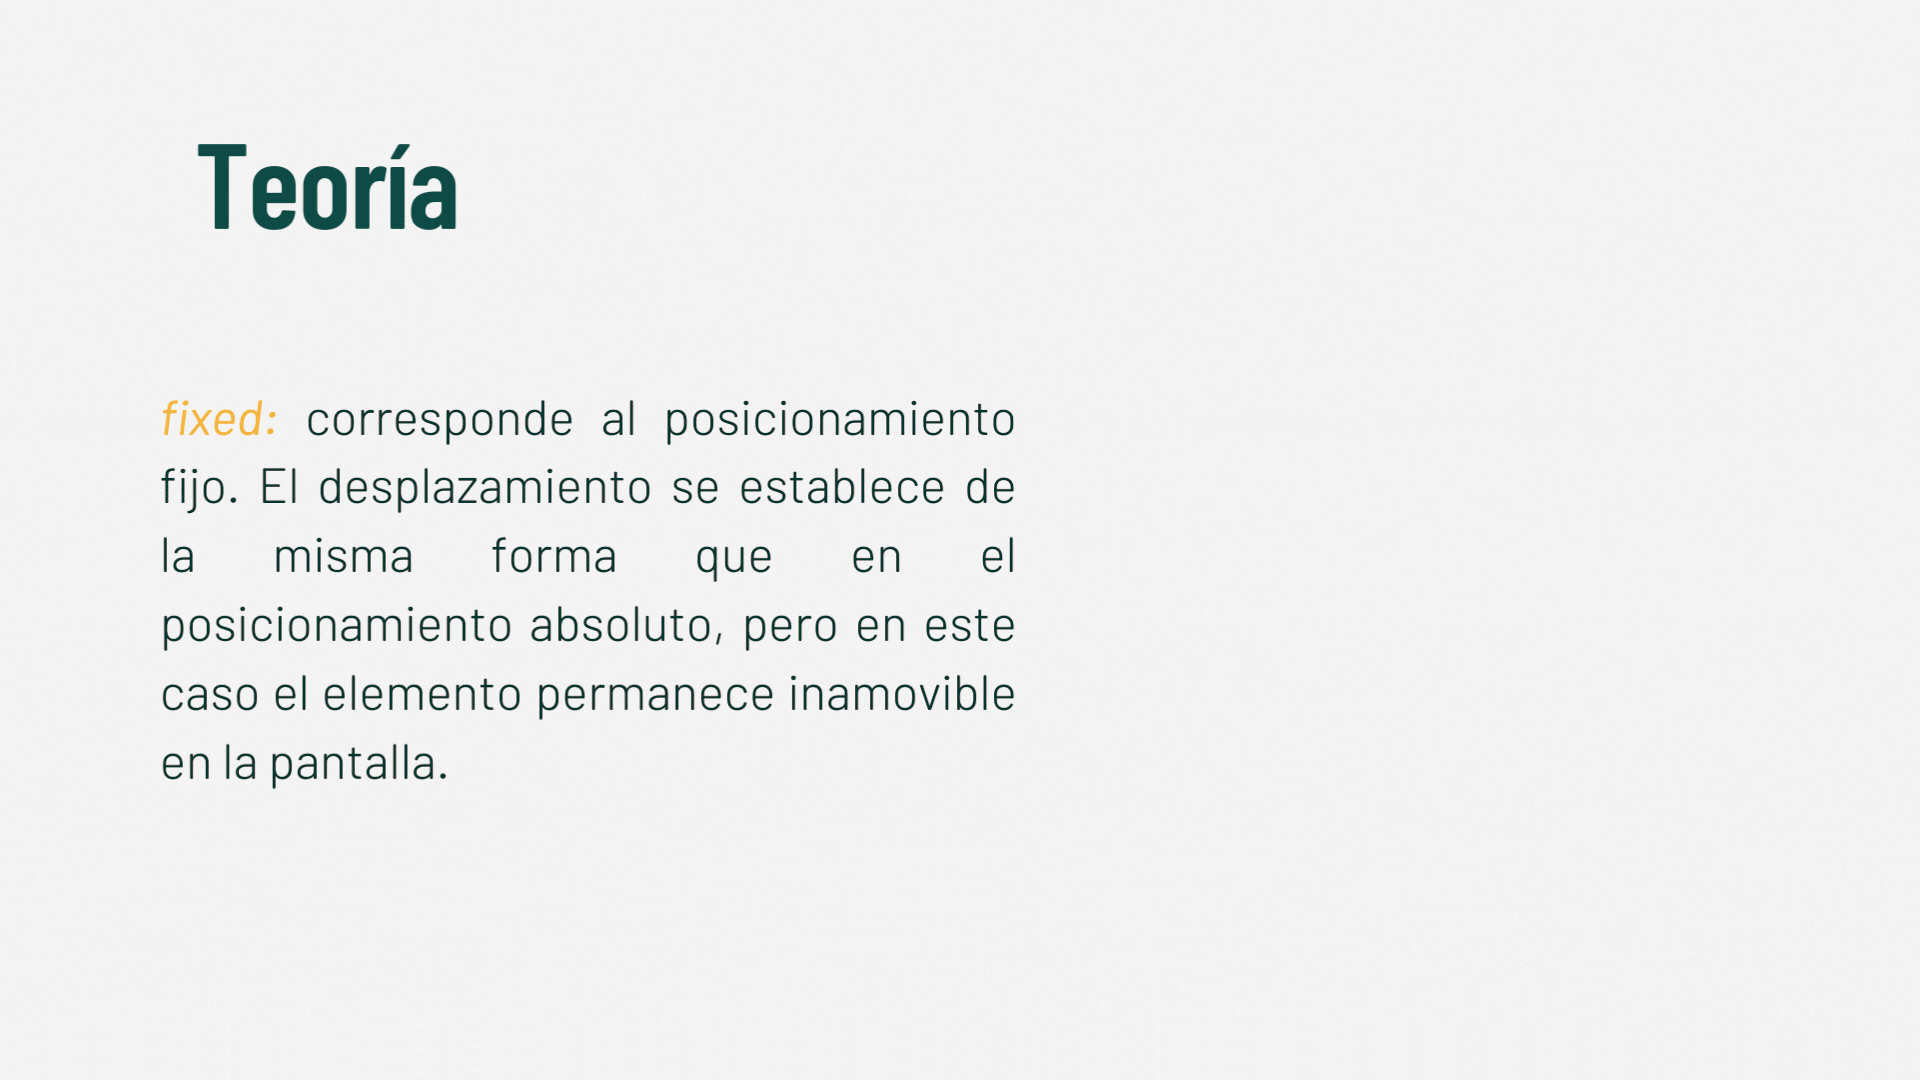 Teoría
fixed: corresponde al posicionamiento
fijo. El desplazamiento se establece de
la misma forma que en el
posicionamiento absoluto, pero en este
caso el elemento permanece inamovible
en la pantalla.